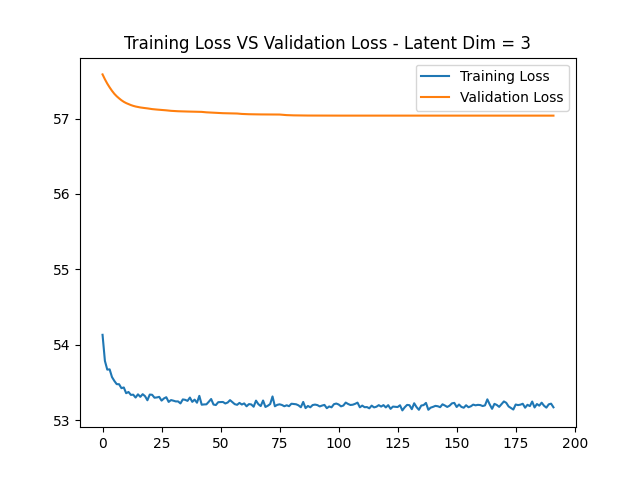 Training Loss VS Validation Loss - Latent Dim = 3
Training Loss
Validation Loss
57
56
55
54
53
0 25 50 75 100 125 150 175 200